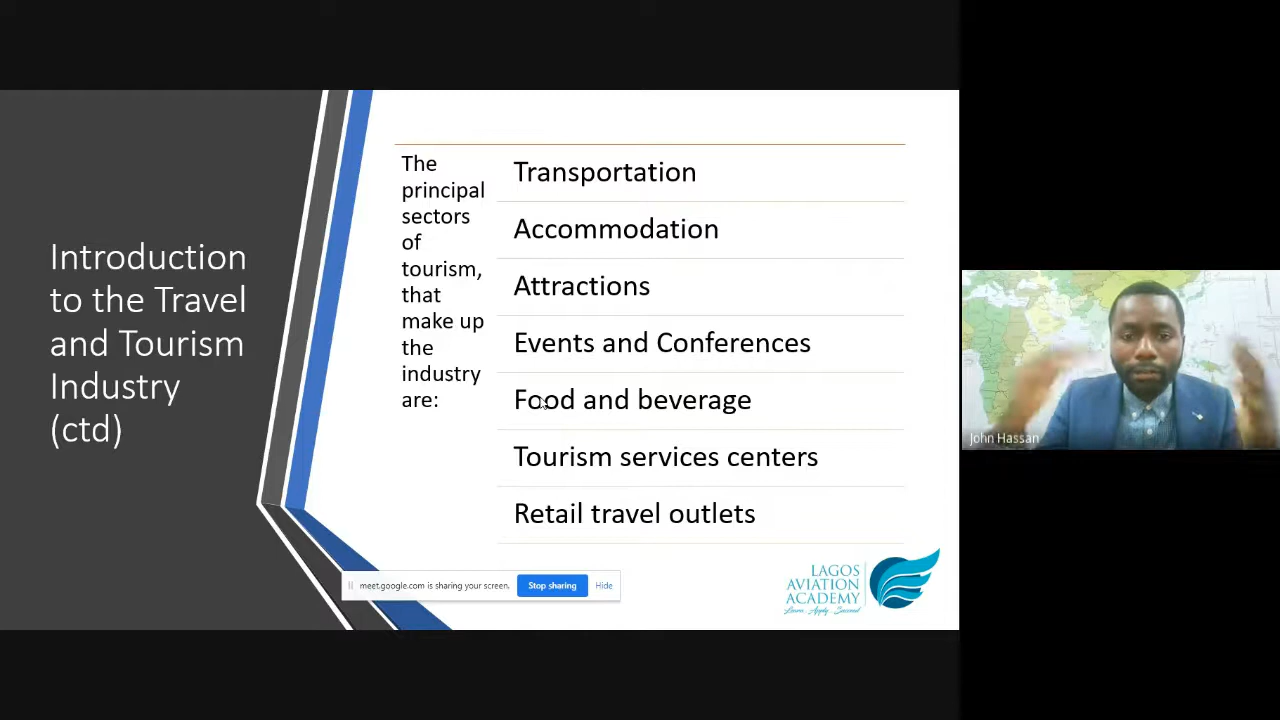 Introduction
to the Travel
and Tourism
Industry
(ctd)
The
principal
sectors
of
tourism,
that
make up
the
industry
are:
Transportation
Accommodation
Attractions
Events and Conferences
Food and beverage
Tourism services centers
Retail travel outlets
meet.google.com is sharing your screen.
Stop sharing
Hide
LAGOS
AVIATION
ACADEMY
Learn . Apply . Succeed
John Hassan